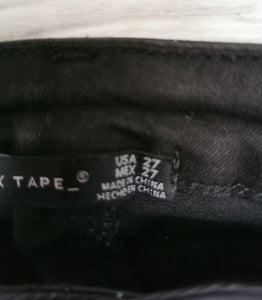 USA 27
MEX 27
MADE IN CHINA
HECHO EN CHINA
X TAPE_®